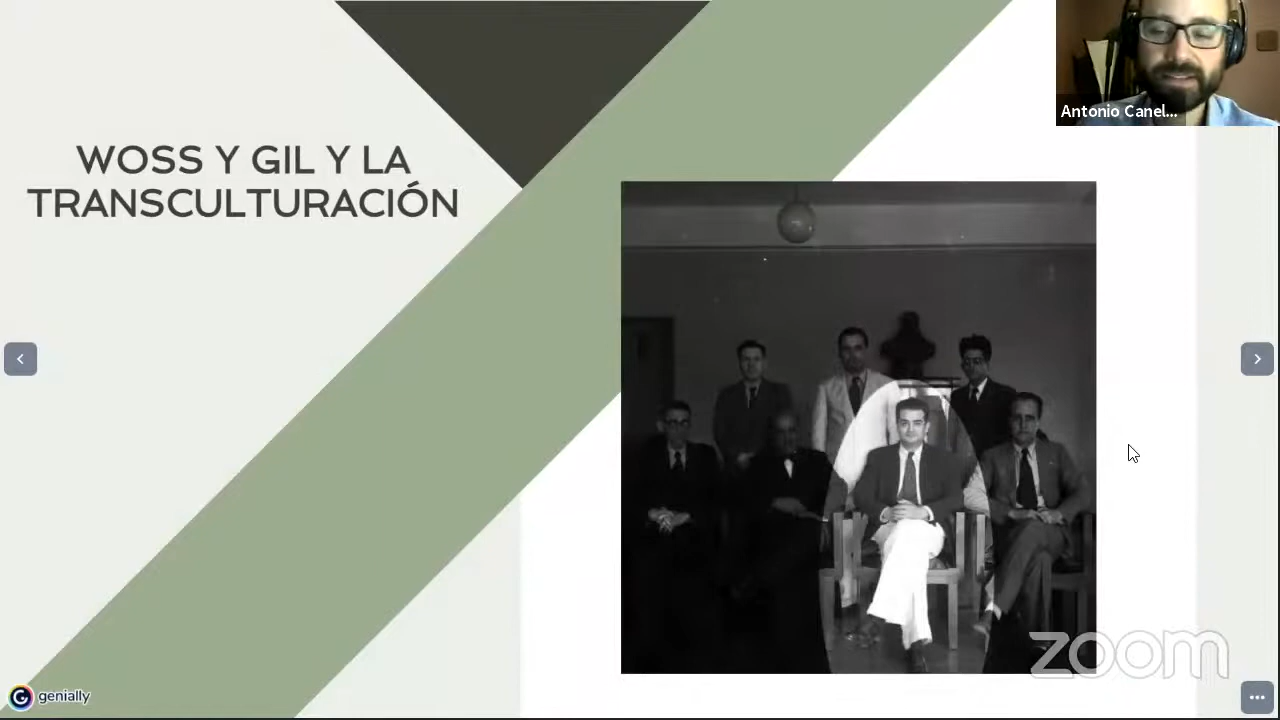 Antonio Canel...
WOSS Y GIL Y LA
TRANSCULTURACIÓN
zoom
genially